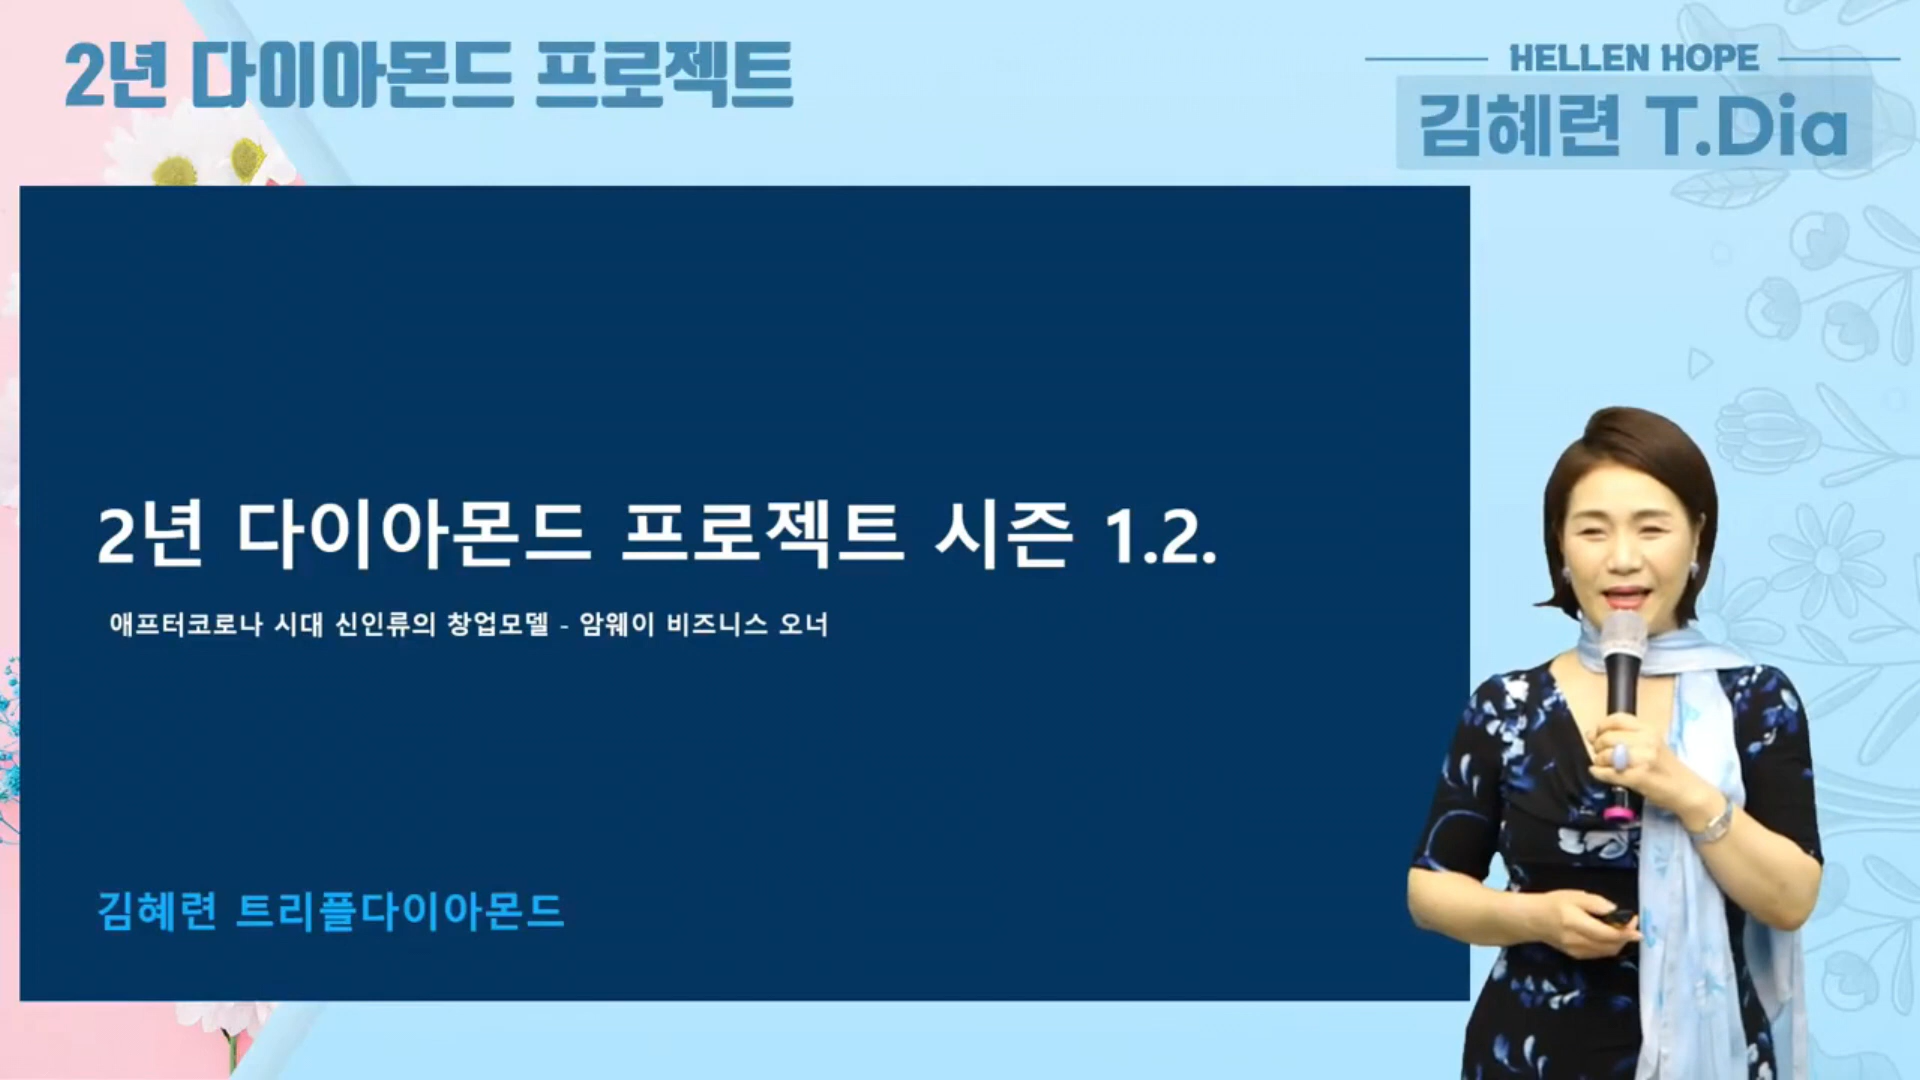 2년 다이아몬드 프로젝트
HELLEN HOPE
김혜련 T.Dia
2년 다이아몬드 프로젝트 시즌 1.2.
애프터코로나 시대 신인류의 창업모델 - 암웨이 비즈니스 오너
김혜련 트리플다이아몬드